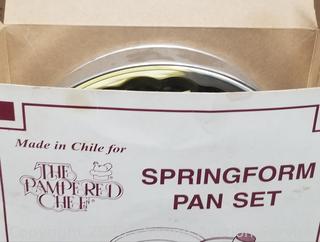 Made in Chile for
THE
PAMPERED
CHEF
SPRINGFORM
PAN SET